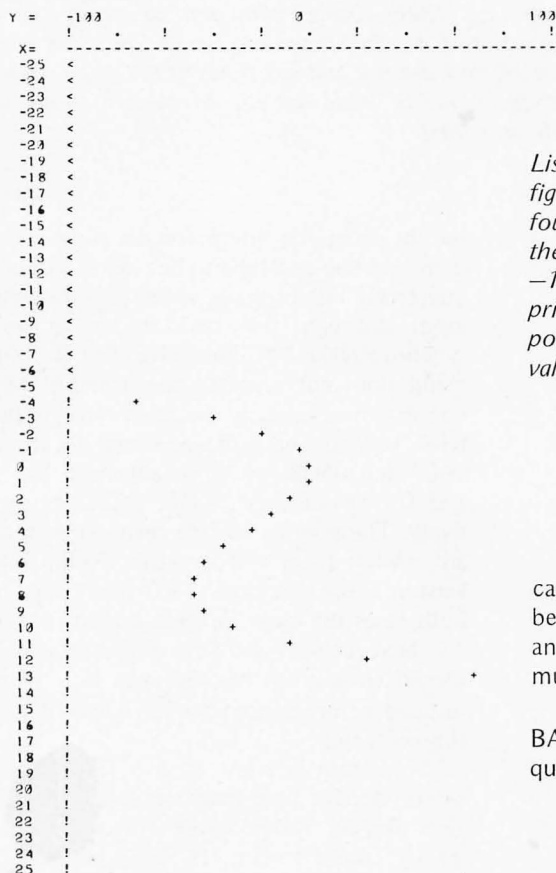 Y = -100 0 100
! . ! . ! . ! . ! . !
X= --------------------------------------------------
-25 <
-24 <
-23 <
-22 <
-21 <
-20 <
-19 <
-18 <
-17 <
-16 <
-15 <
-14 <
-13 <
-12 <
-11 <
-10 <
-9 <
-8 <
-7 <
-6 <
-5 <
-4 ! +
-3 ! +
-2 ! +
-1 ! +
0 ! +
1 ! +
2 ! +
3 ! +
4 ! +
5 ! +
6 ! +
7 ! +
8 ! +
9 ! +
10 ! +
11 ! +
12 ! +
13 ! +
14 !
15 !
16 !
17 !
18 !
19 !
20 !
21 !
22 !
23 !
24 !
25 !
Lis
fig
fou
the
−1
pri
po
val
ca
be
an
mu
BA
qu